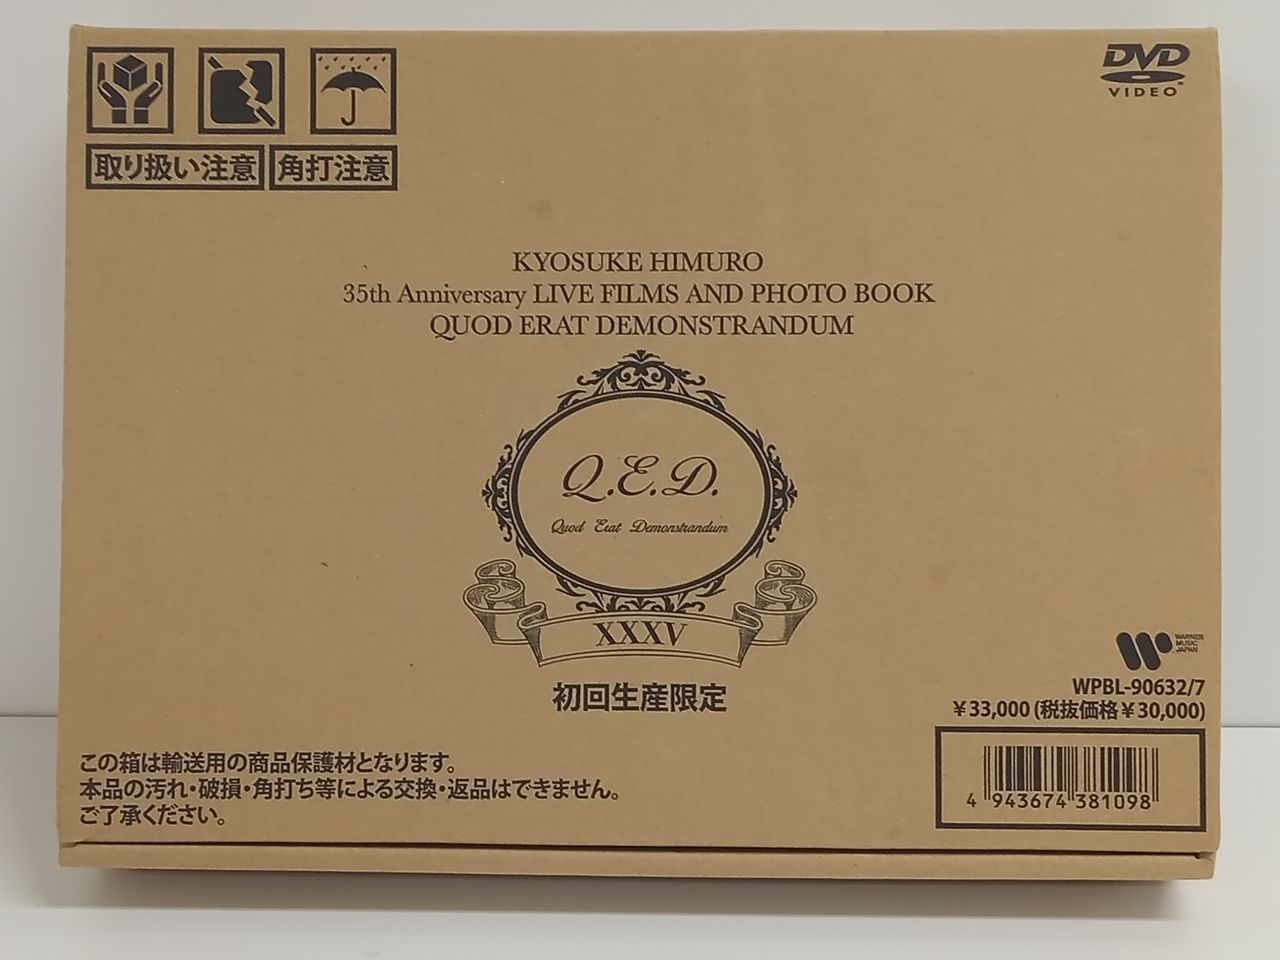 取り扱い注意 角打注意
DVD
VIDEO
KYOSUKE HIMURO
35th Anniversary LIVE FILMS AND PHOTO BOOK
QUOD ERAT DEMONSTRANDUM
Q.E.D.
Quod Erat Demonstrandum
XXXV
初回生産限定
WARNER
MUSIC
JAPAN
WPBL-90632/7
¥33,000 (税抜価格¥30,000)
この箱は輸送用の商品保護材となります。
本品の汚れ・破損・角打ち等による交換・返品はできません。
ご了承ください。
4 943674 381098